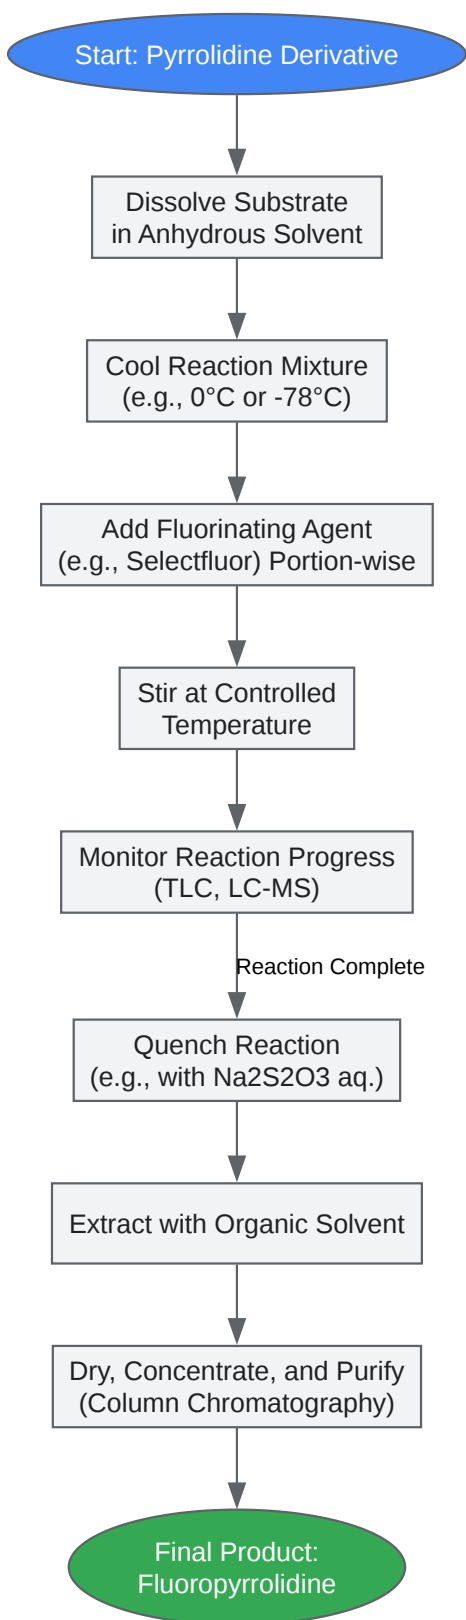 Start: Pyrrolidine Derivative
Dissolve Substrate
in Anhydrous Solvent
Cool Reaction Mixture
(e.g., 0°C or -78°C)
Add Fluorinating Agent
(e.g., Selectfluor) Portion-wise
Stir at Controlled
Temperature
Monitor Reaction Progress
(TLC, LC-MS)
Reaction Complete
Quench Reaction
(e.g., with Na2S2O3 aq.)
Extract with Organic Solvent
Dry, Concentrate, and Purify
(Column Chromatography)
Final Product:
Fluoropyrrolidine